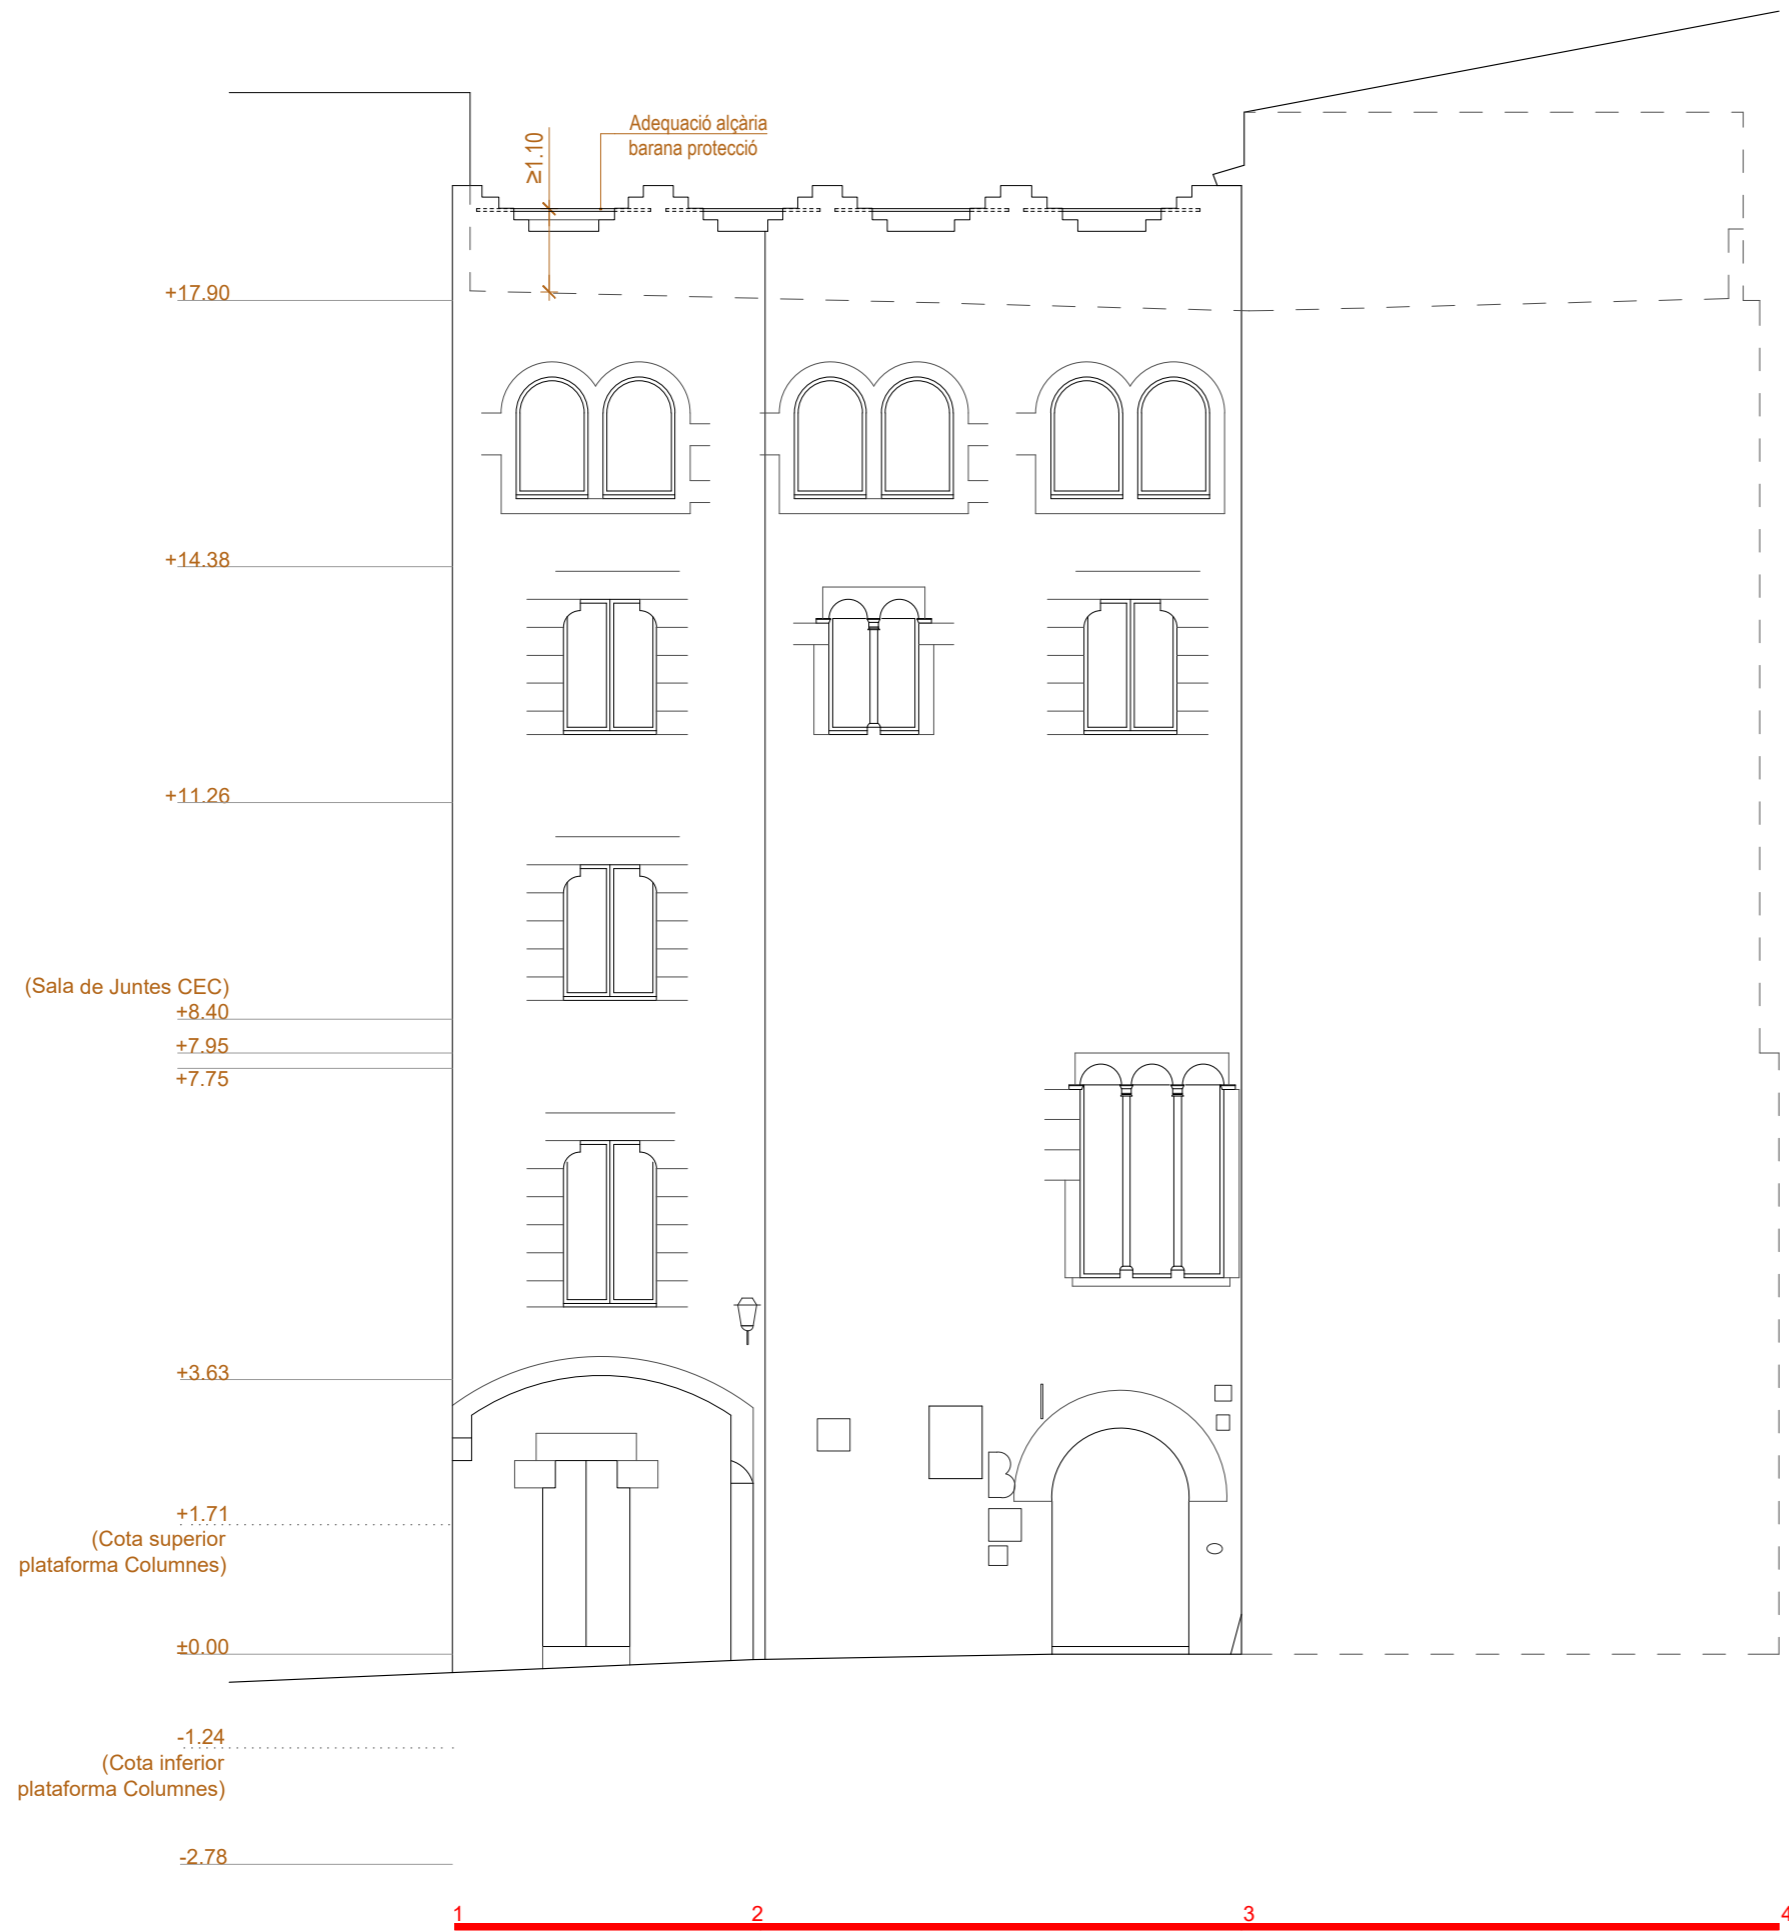 Adequació alçària
barana protecció
≥1.10
+17.90
+14.38
+11.26
(Sala de Juntes CEC)
+8.40
+7.95
+7.75
+3.63
+1.71
(Cota superior
plataforma Columnes)
±0.00
-1.24
(Cota inferior
plataforma Columnes)
-2.78
1 2 3 4